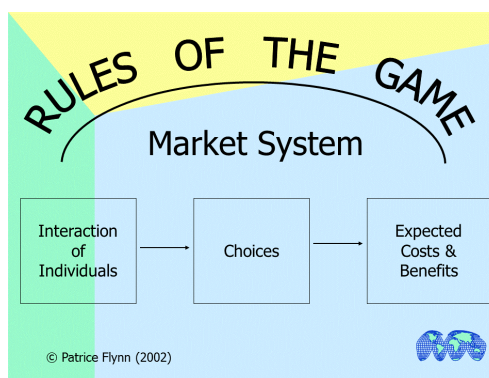 RULES OF THE GAME
Market System
Interaction
of
Individuals
Choices
Expected
Costs &
Benefits
© Patrice Flynn (2002)